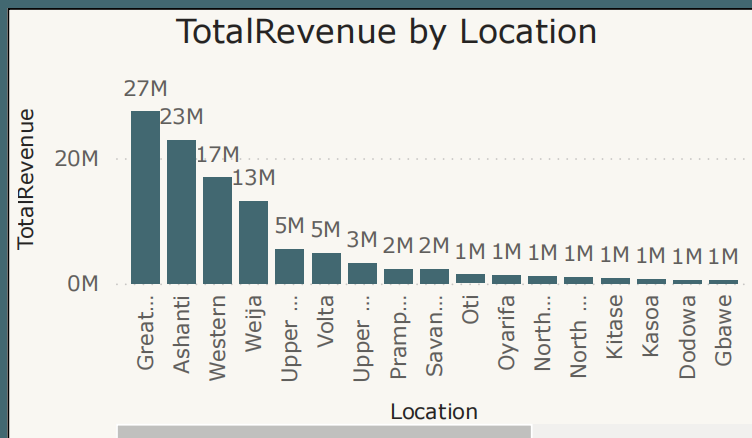 TotalRevenue by Location
TotalRevenue
20M
0M
27M
23M
17M
13M
5M
5M
3M
2M
2M
1M
1M
1M
1M
1M
1M
1M
1M
Great...
Ashanti
Western
Weija
Upper ...
Volta
Upper ...
Pramp...
Savan...
Oti
Oyarifa
North...
North ...
Kitase
Kasoa
Dodowa
Gbawe
Location